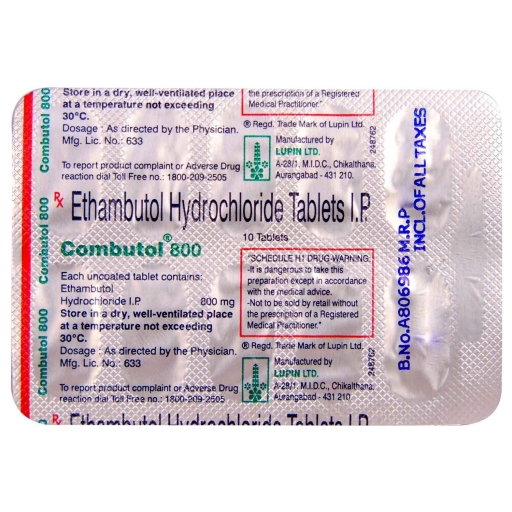 Store in a dry, well-ventilated place
at a temperature not exceeding
30°C.
Dosage : As directed by the Physician.
Mfg. Lic. No.: 633
To report product complaint or Adverse Drug
reaction dial Toll Free no.: 1800-209-2505
the prescription of a Registered
Medical Practitioner."
® Regd. Trade Mark of Lupin Ltd.
Manufactured by
LUPIN LTD.
A-28/1, M.I.D.C., Chikalthana,
Aurangabad - 431 210.
248762
Combutol 800
Rx Ethambutol Hydrochloride Tablets I.P.
Combutol® 800
10 Tablets
Each uncoated tablet contains:
Ethambutol
Hydrochloride I.P. 800 mg
Store in a dry, well-ventilated place
at a temperature not exceeding
30°C.
Dosage : As directed by the Physician.
Mfg. Lic. No.: 633
To report product complaint or Adverse Drug
reaction dial Toll Free no.: 1800-209-2505
"SCHEDULE H1 DRUG-WARNING:
-It is dangerous to take this
preparation except in accordance
with the medical advice.
-Not to be sold by retail without
the prescription of a Registered
Medical Practitioner."
® Regd. Trade Mark of Lupin Ltd.
Manufactured by
LUPIN LTD.
A-28/1, M.I.D.C., Chikalthana,
Aurangabad - 431 210.
248762
Combutol 800
Combutol 800
Rx Ethambutol Hydrochloride Tablets I.P.
B.No.A806986 M.R.P
INCL.OF ALL TAXES